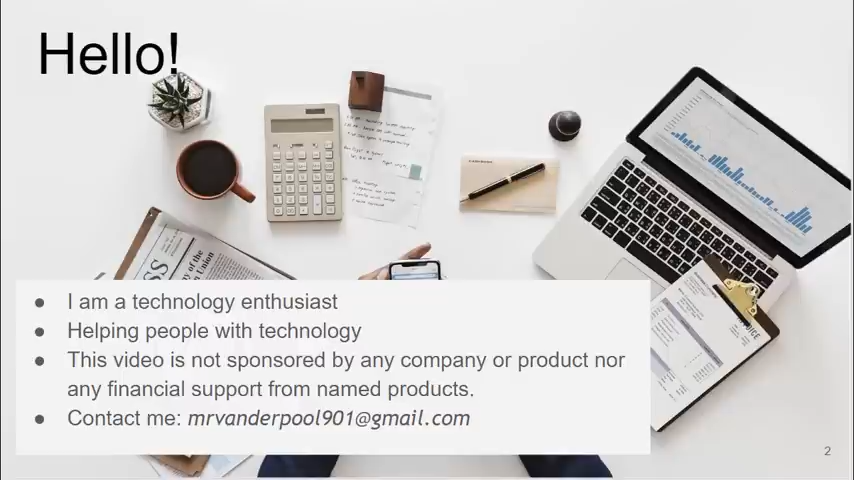 Hello!
● I am a technology enthusiast
● Helping people with technology
● This video is not sponsored by any company or product nor
any financial support from named products.
● Contact me: mrvanderpool901@gmail.com
2